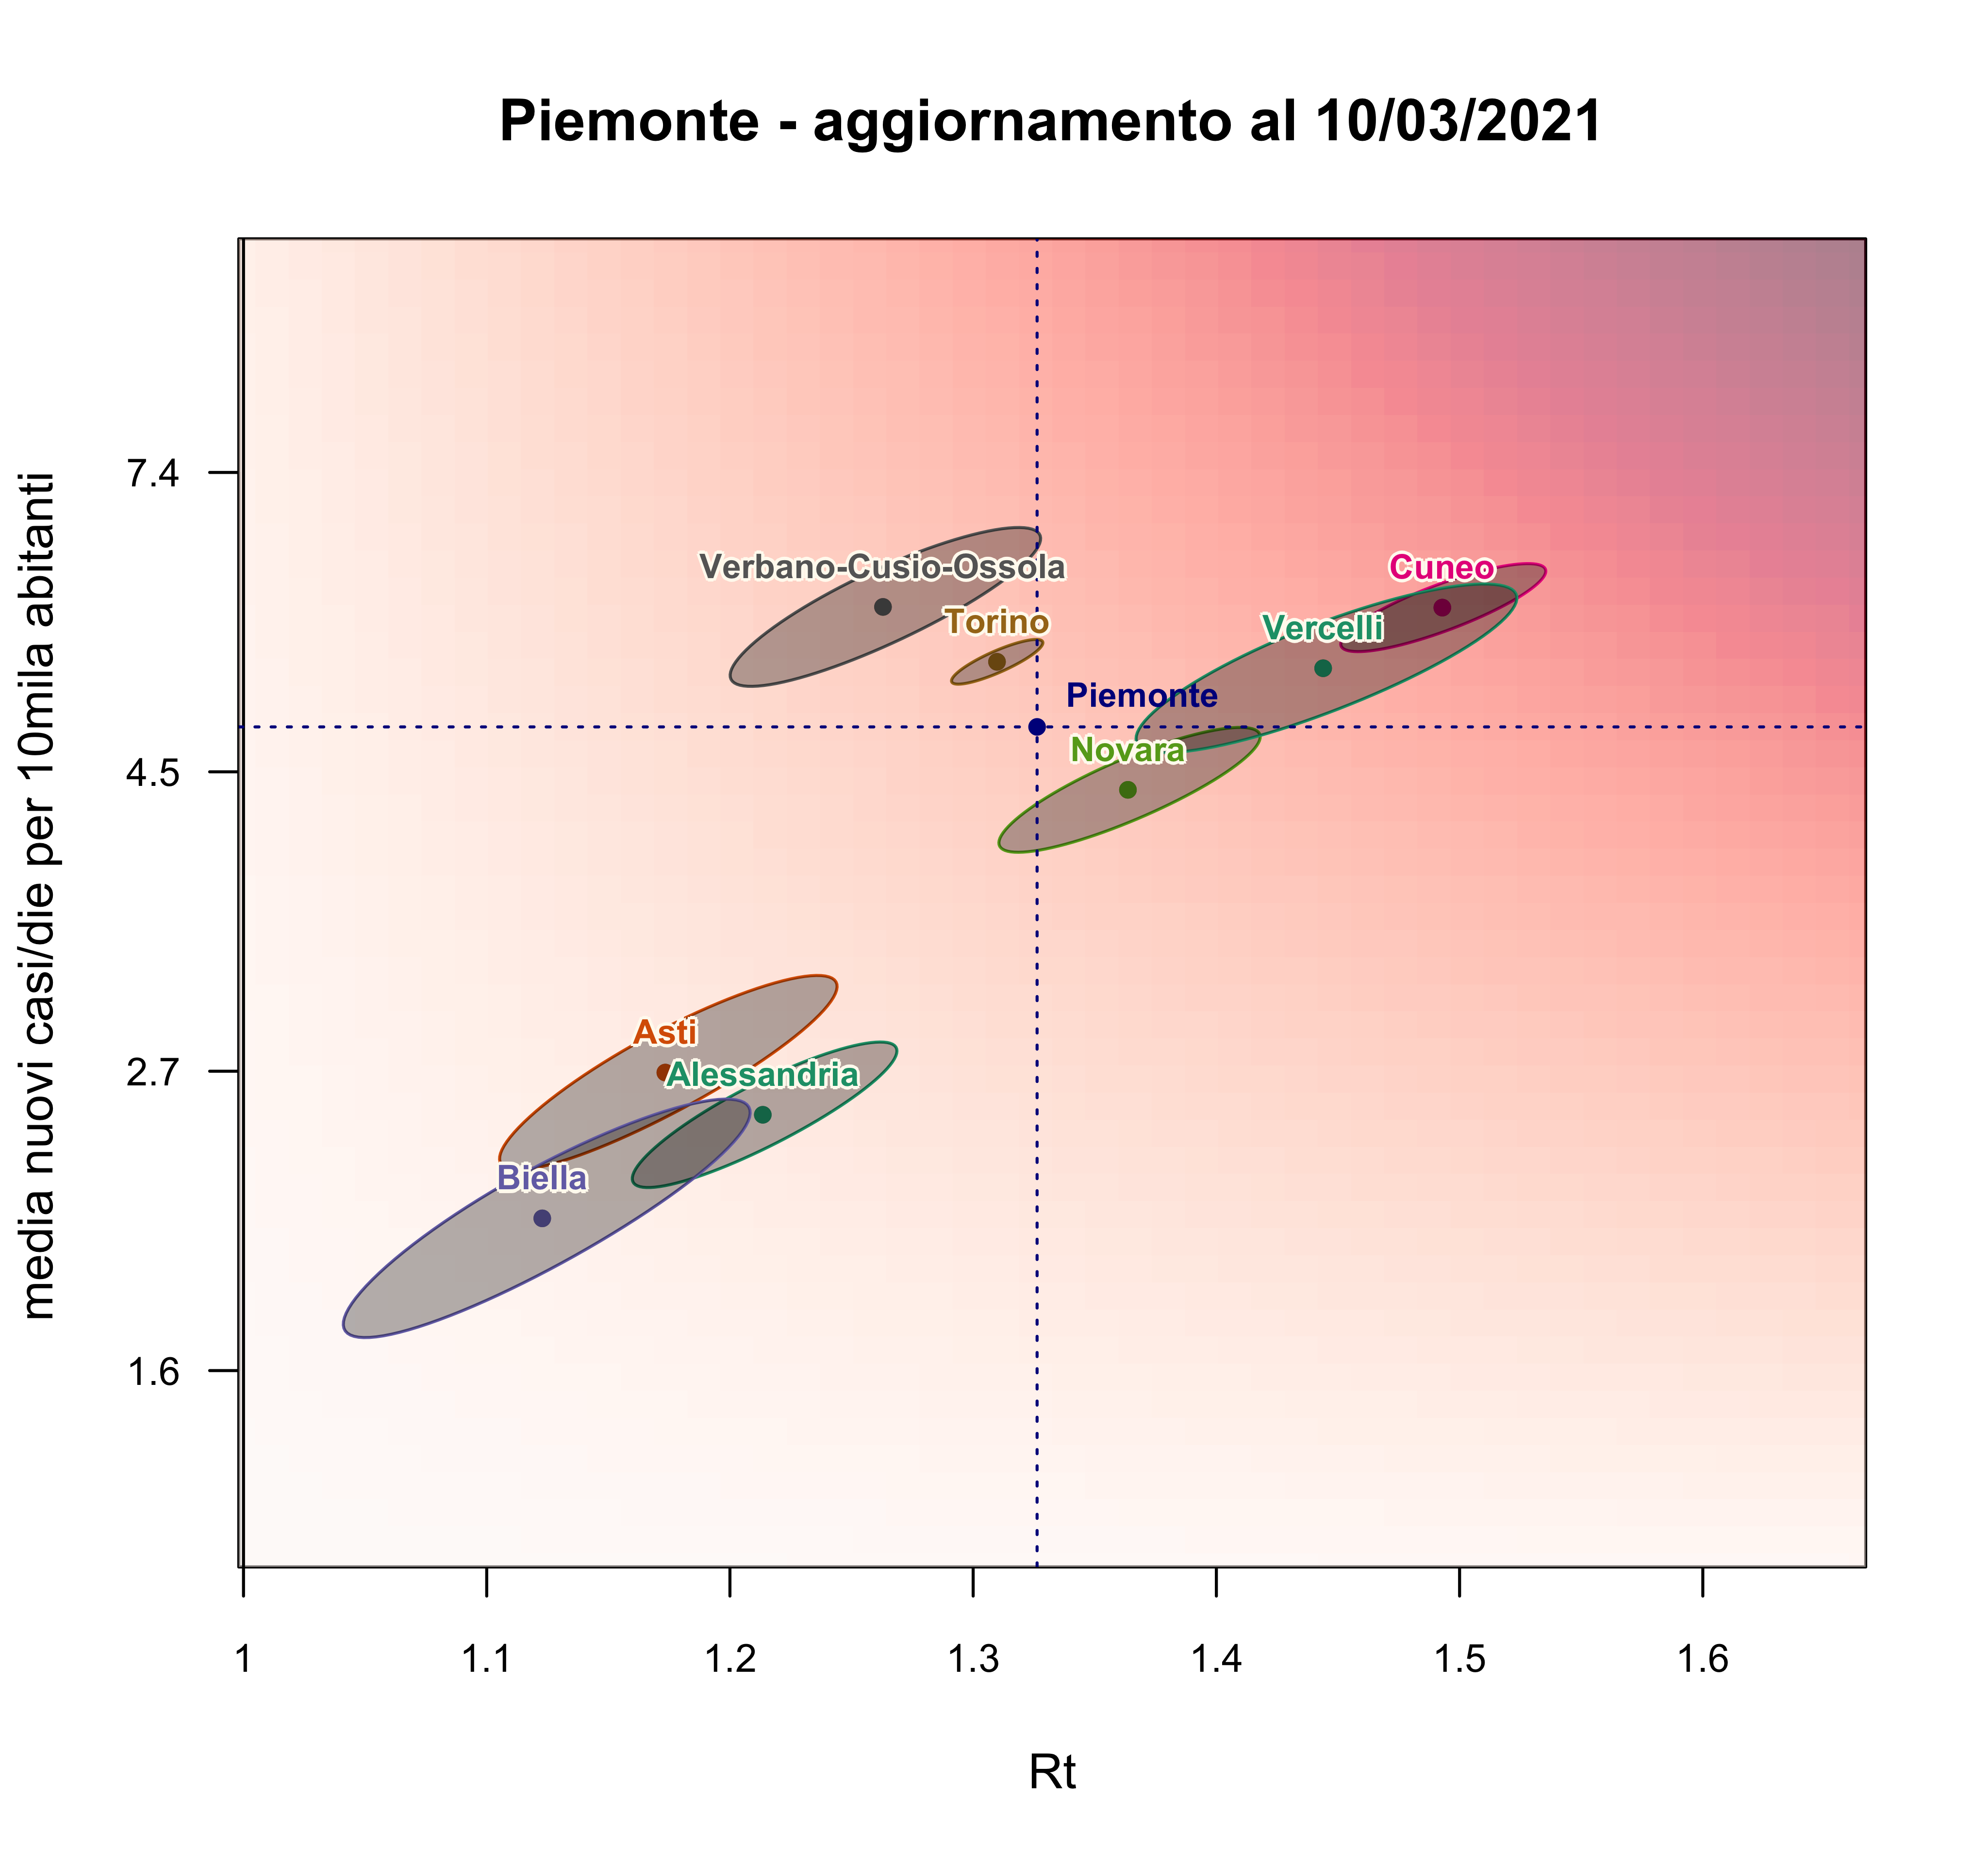 Piemonte - aggiornamento al 10/03/2021
media nuovi casi/die per 10mila abitanti
7.4
4.5
2.7
1.6
Verbano-Cusio-Ossola
Cuneo
Torino
Vercelli
Piemonte
Novara
Asti
Alessandria
Biella
1 1.1 1.2 1.3 1.4 1.5 1.6
Rt